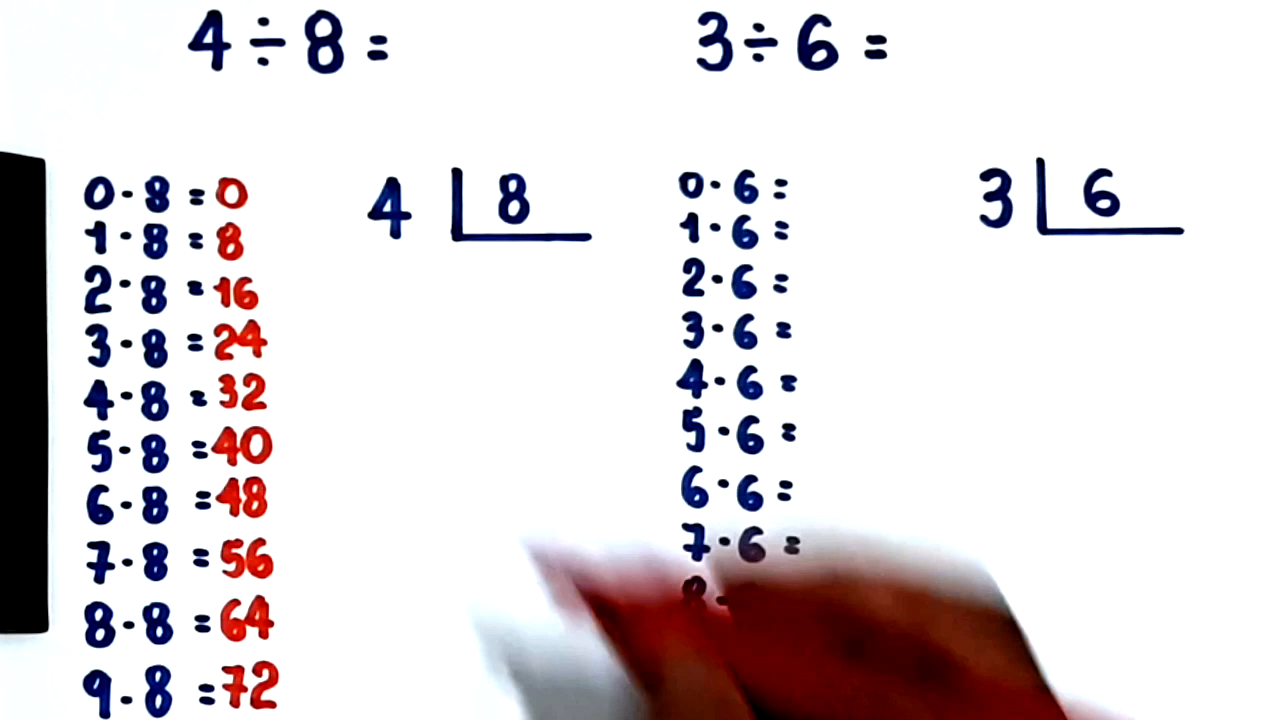 4 ÷ 8 =
0 · 8 = 0
1 · 8 = 8
2 · 8 = 16
3 · 8 = 24
4 · 8 = 32
5 · 8 = 40
6 · 8 = 48
7 · 8 = 56
8 · 8 = 64
9 · 8 = 72
4 8
3 ÷ 6 =
0 · 6 =
1 · 6 =
2 · 6 =
3 · 6 =
4 · 6 =
5 · 6 =
6 · 6 =
7 · 6 =
3 6